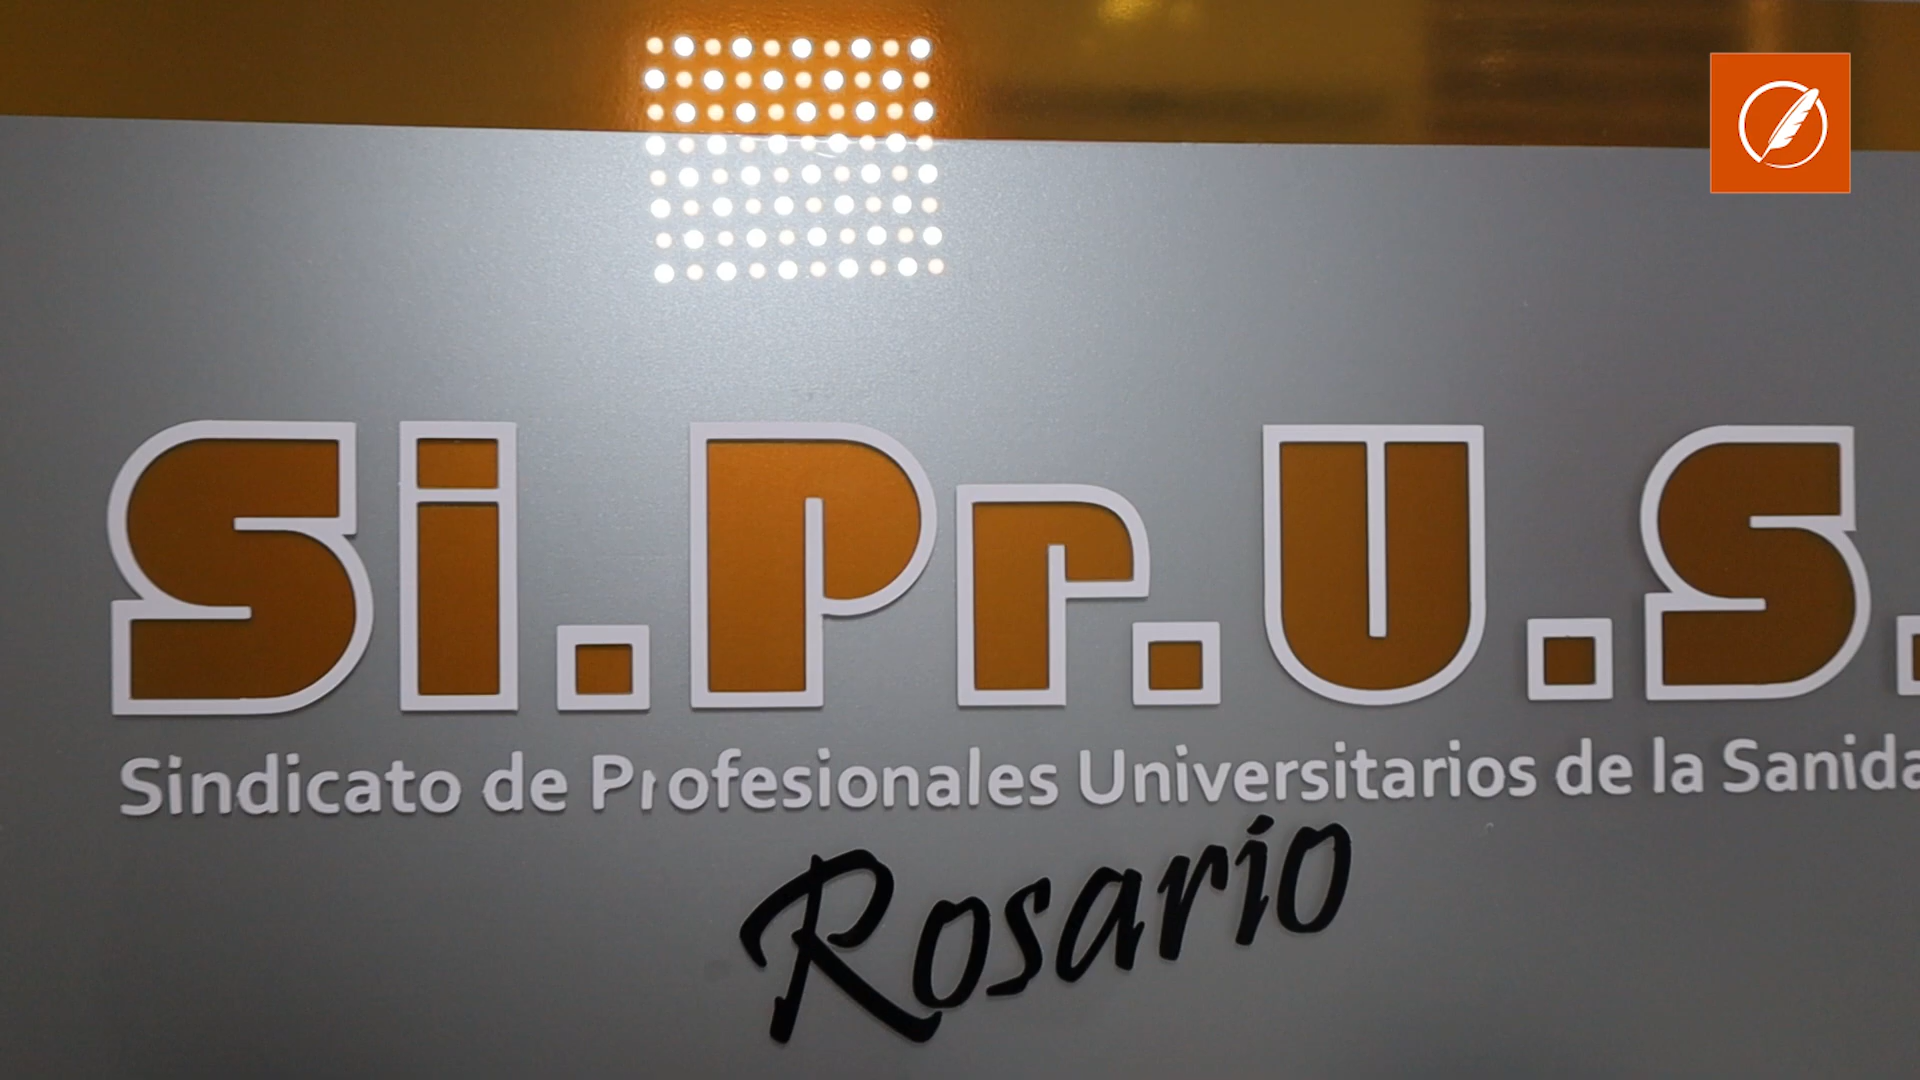 Si.Pr.U.S.
Sindicato de Profesionales Universitarios de la Sanida
Rosario